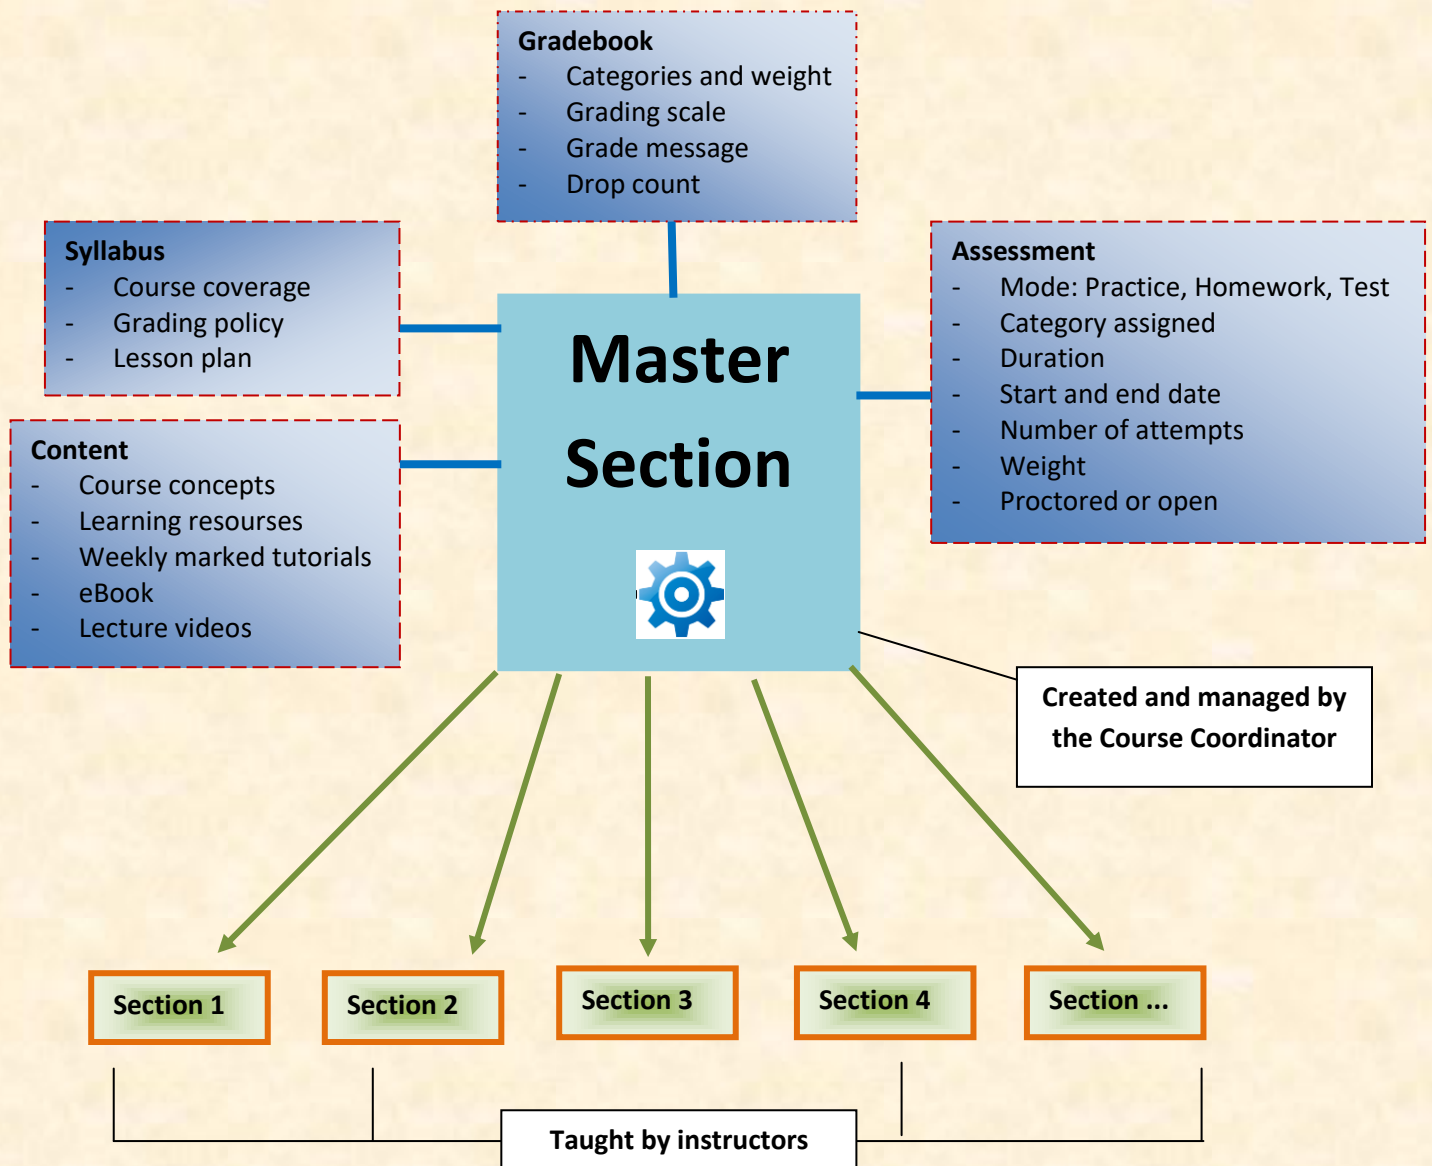 Gradebook
- Categories and weight
- Grading scale
- Grade message
- Drop count
Syllabus
- Course coverage
- Grading policy
- Lesson plan
Content
- Course concepts
- Learning resourses
- Weekly marked tutorials
- eBook
- Lecture videos
Master
Section
Assessment
- Mode: Practice, Homework, Test
- Category assigned
- Duration
- Start and end date
- Number of attempts
- Weight
- Proctored or open
Created and managed by
the Course Coordinator
Section 1
Section 2
Section 3
Section 4
Section ...
Taught by instructors